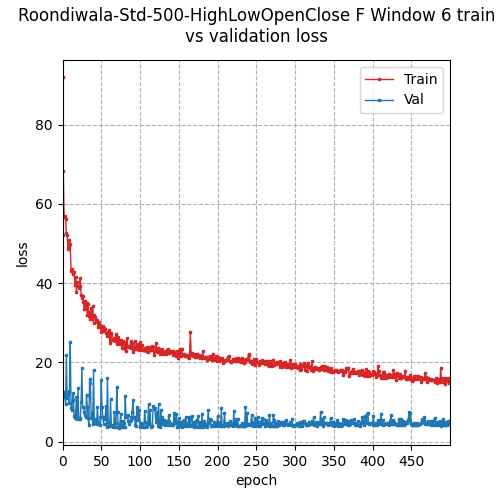 Roondiwala-Std-500-HighLowOpenClose F Window 6 train
vs validation loss
Train
Val
80
60
40
20
0
loss
0 50 100 150 200 250 300 350 400 450
epoch